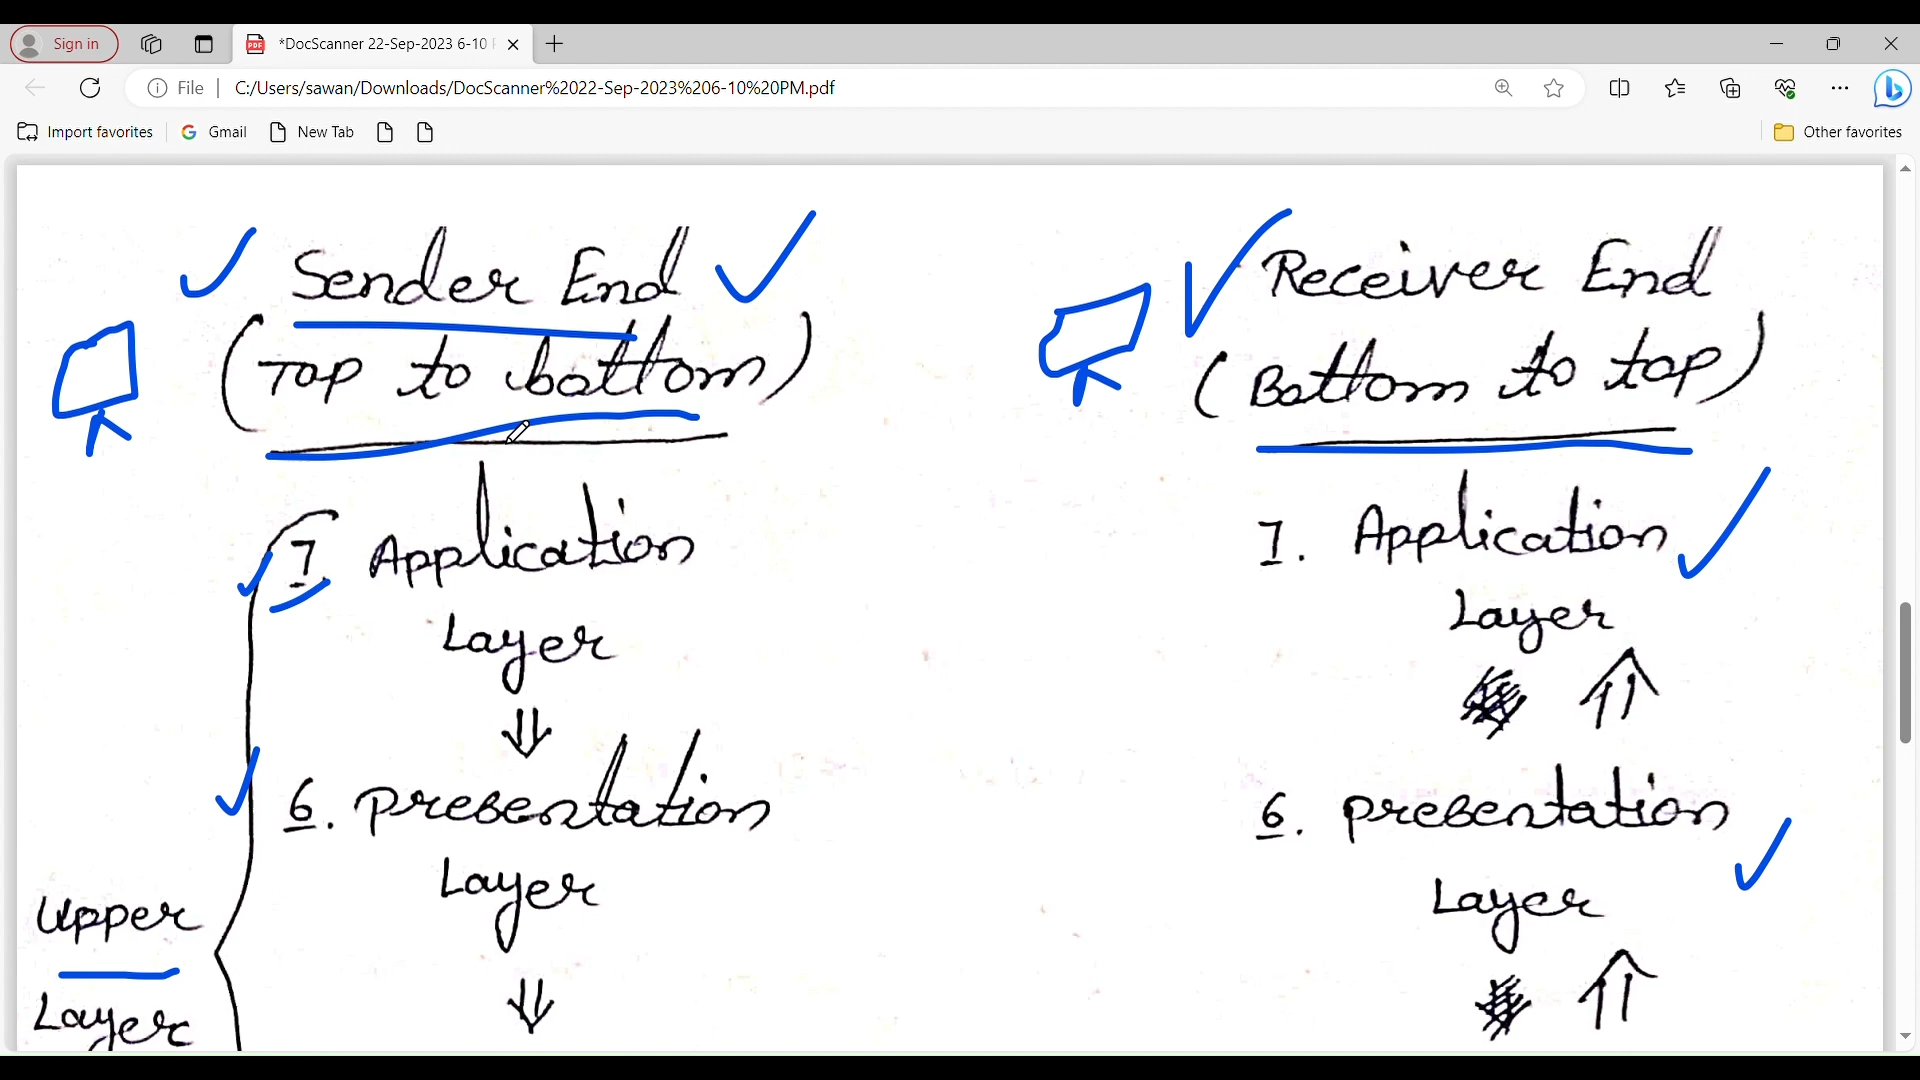 Sign in
*DocScanner 22-Sep-2023 6-10
File
C:/Users/sawan/Downloads/DocScanner%2022-Sep-2023%206-10%20PM.pdf
Import favorites
Gmail
New Tab
Other favorites
Sender End
(Top to bottom)
7. Application
Layer
6. presentation
Layer
Upper
Layer
Receiver End
(Bottom to top)
7. Application
Layer
6. presentation
Layer